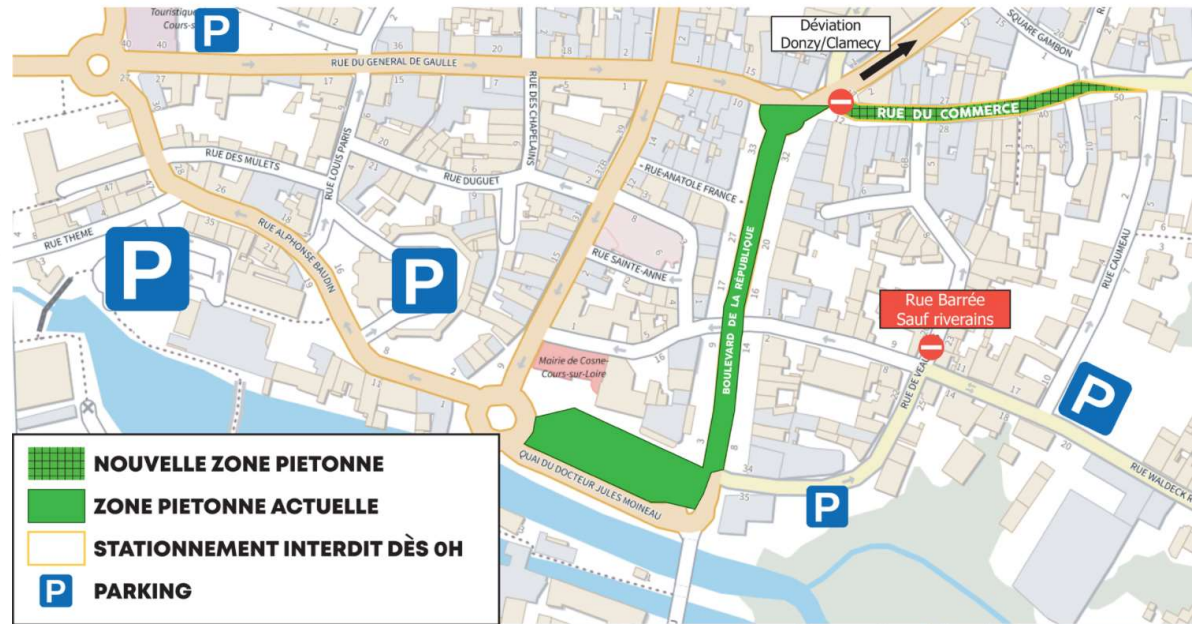 Touristique
Cours-s
P
Déviation
Donzy/Clamecy
SQUARE GAMBON
RUE DU GENERAL DE GAULLE
RUE DU COMMERCE
RUE DES CHAPELAINS
RUE LOUIS PARIS
RUE DES MULETS
RUE DUGUET
RUE ANATOLE FRANCE
RUE THEME
RUE ALPHONSE BAUDIN
P
P
RUE SAINTE-ANNE
BOULEVARD DE LA RÉPUBLIQUE
RUE CAUMEAU
Rue Barrée
Sauf riverains
Mairie de Cosne-
Cours-sur-Loire
RUE DE VEA
P
QUAI DU DOCTEUR JULES MOINEAU
RUE WALDECK R
P
NOUVELLE ZONE PIETONNE
ZONE PIETONNE ACTUELLE
STATIONNEMENT INTERDIT DÈS 0H
P PARKING